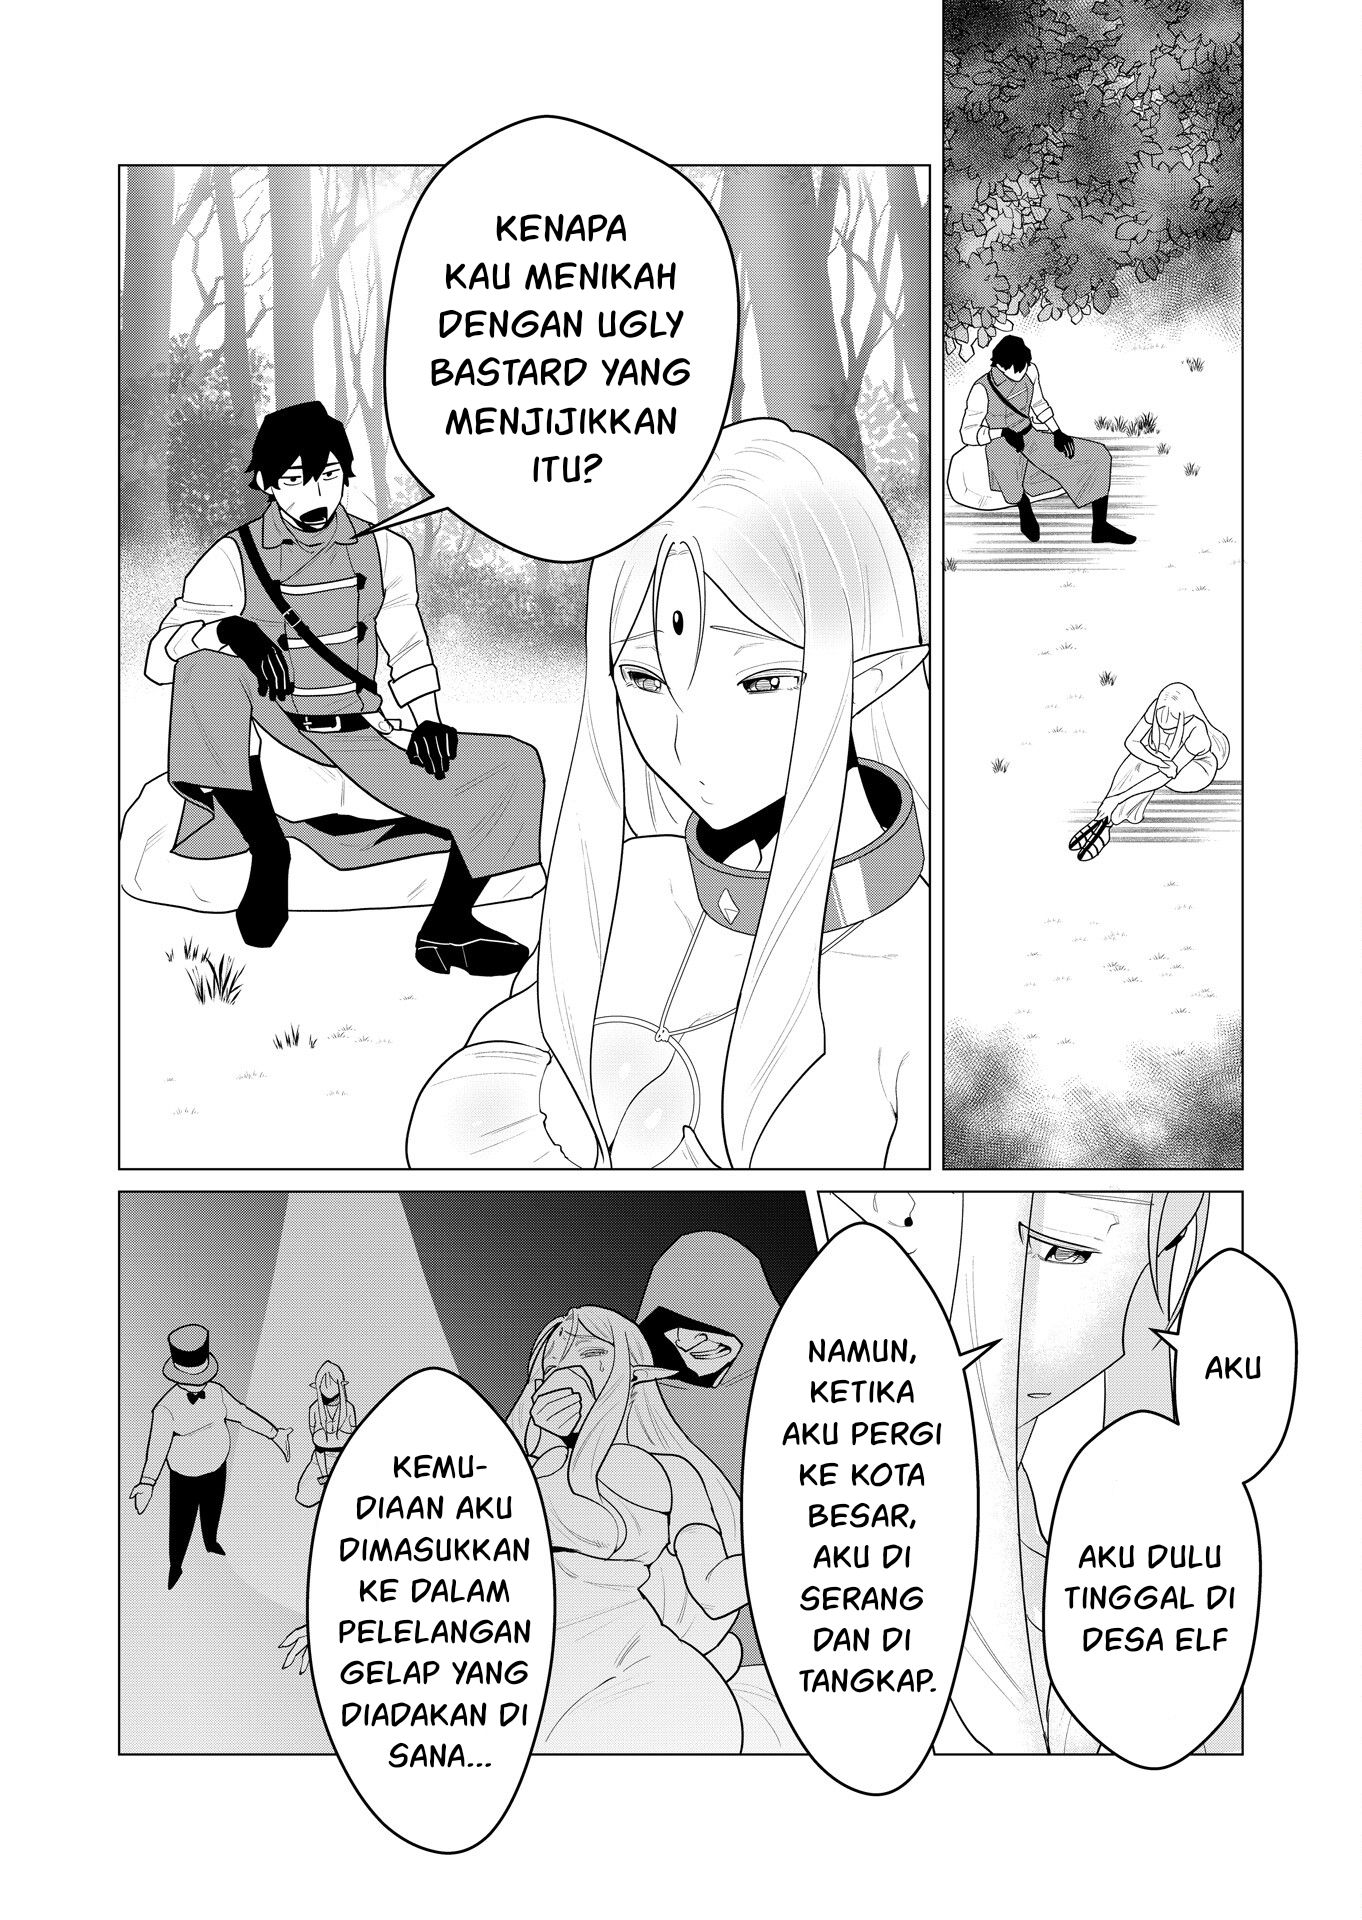 KENAPA
KAU MENIKAH
DENGAN UGLY
BASTARD YANG
MENJIJIKKAN
ITU?
AKU
AKU DULU
TINGGAL DI
DESA ELF
NAMUN,
KETIKA
AKU PERGI
KE KOTA
BESAR,
AKU DI
SERANG
DAN DI
TANGKAP.
KEMU-
DIAAN AKU
DIMASUKKAN
KE DALAM
PELELANGAN
GELAP YANG
DIADAKAN DI
SANA...